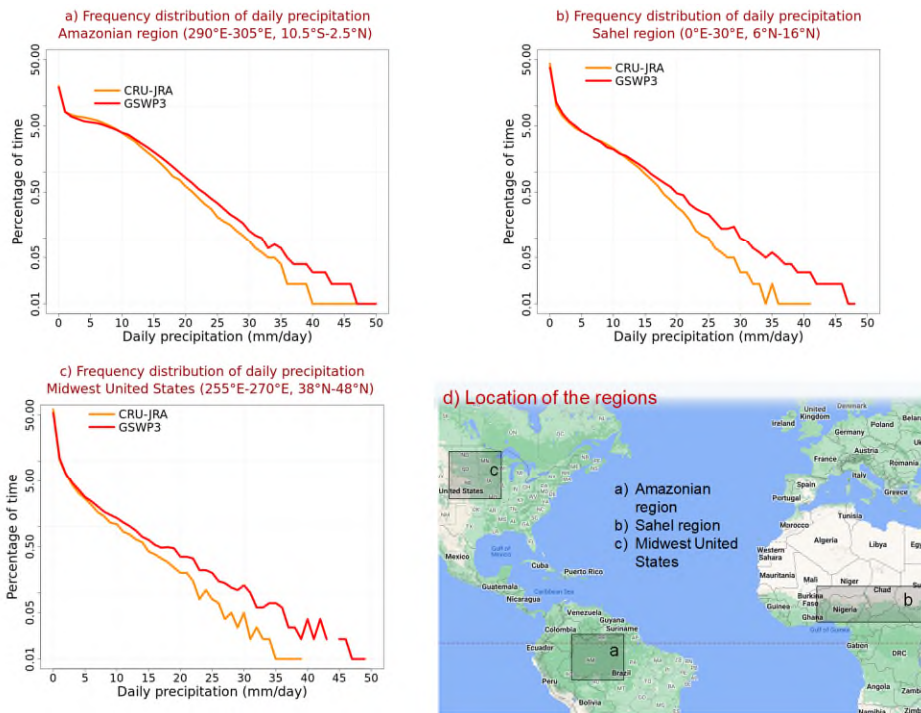 a) Frequency distribution of daily precipitation
Amazonian region (290°E-305°E, 10.5°S-2.5°N)
50.00
5.00
0.50
0.05
0.01
Percentage of time
CRU-JRA
GSWP3
0 5 10 15 20 25 30 35 40 45 50
Daily precipitation (mm/day)
b) Frequency distribution of daily precipitation
Sahel region (0°E-30°E, 6°N-16°N)
50.00
5.00
0.50
0.05
0.01
Percentage of time
CRU-JRA
GSWP3
0 5 10 15 20 25 30 35 40 45 50
Daily precipitation (mm/day)
c) Frequency distribution of daily precipitation
Midwest United States (255°E-270°E, 38°N-48°N)
50.00
5.00
0.50
0.05
0.01
Percentage of time
CRU-JRA
GSWP3
0 5 10 15 20 25 30 35 40 45 50
Daily precipitation (mm/day)
d) Location of the regions
a) Amazonian
region
b) Sahel region
c) Midwest United
States
c
United States
Mexico
Gulf of
Mexico
Cuba
Puerto Rico
Guatemala
Caribbean Sea
Nicaragua
Venezuela
Guyana
Colombia
Suriname
Ecuador
a
Peru
Brazil
Bolivia
United
Kingdom
Denmark
Ireland
Poland
Belar
Germany
Uk
France
Austria
Romania
Italy
Spain
Portugal
Greece
Tunisia
Morocco
Algeria
Libya
Egy
Western
Sahara
Mauritania
Mali
Niger
Chad
Su
Burkina
Faso
b
Guinea
Nigeria
Ghana
Gulf of Guinea
Gabon
DRC
Angola
Zamb
Namibia
Zimb